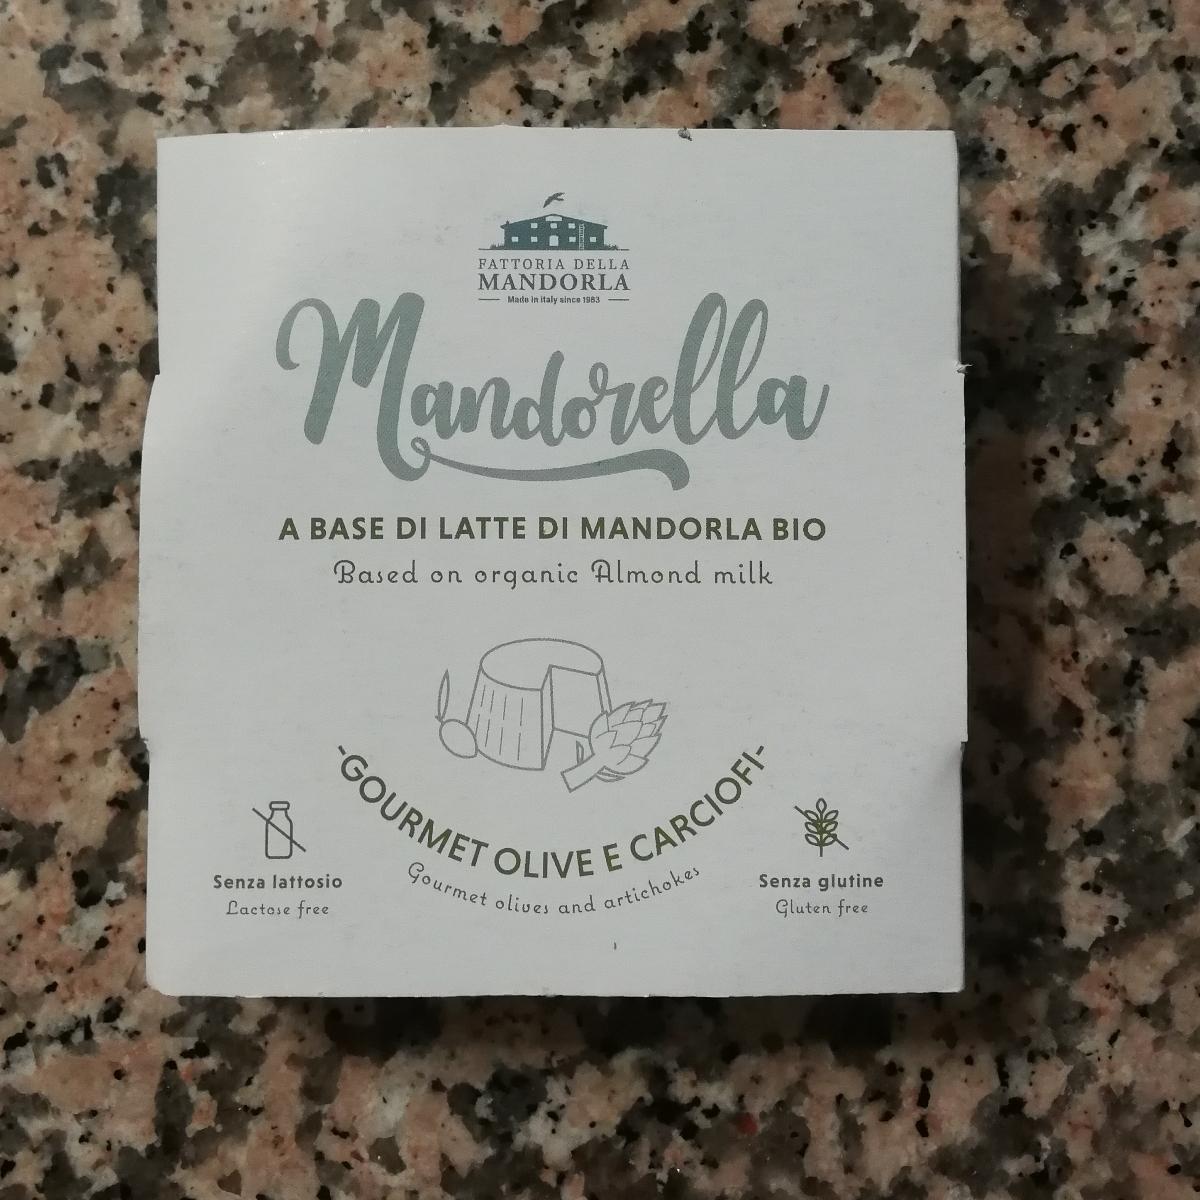 FATTORIA DELLA
MANDORLA
Made in italy since 1983
Mandorella
A BASE DI LATTE DI MANDORLA BIO
Based on organic Almond milk
-GOURMET OLIVE E CARCIOFI-
Gourmet olives and artichokes
Senza lattosio
Lactose free
Senza glutine
Gluten free